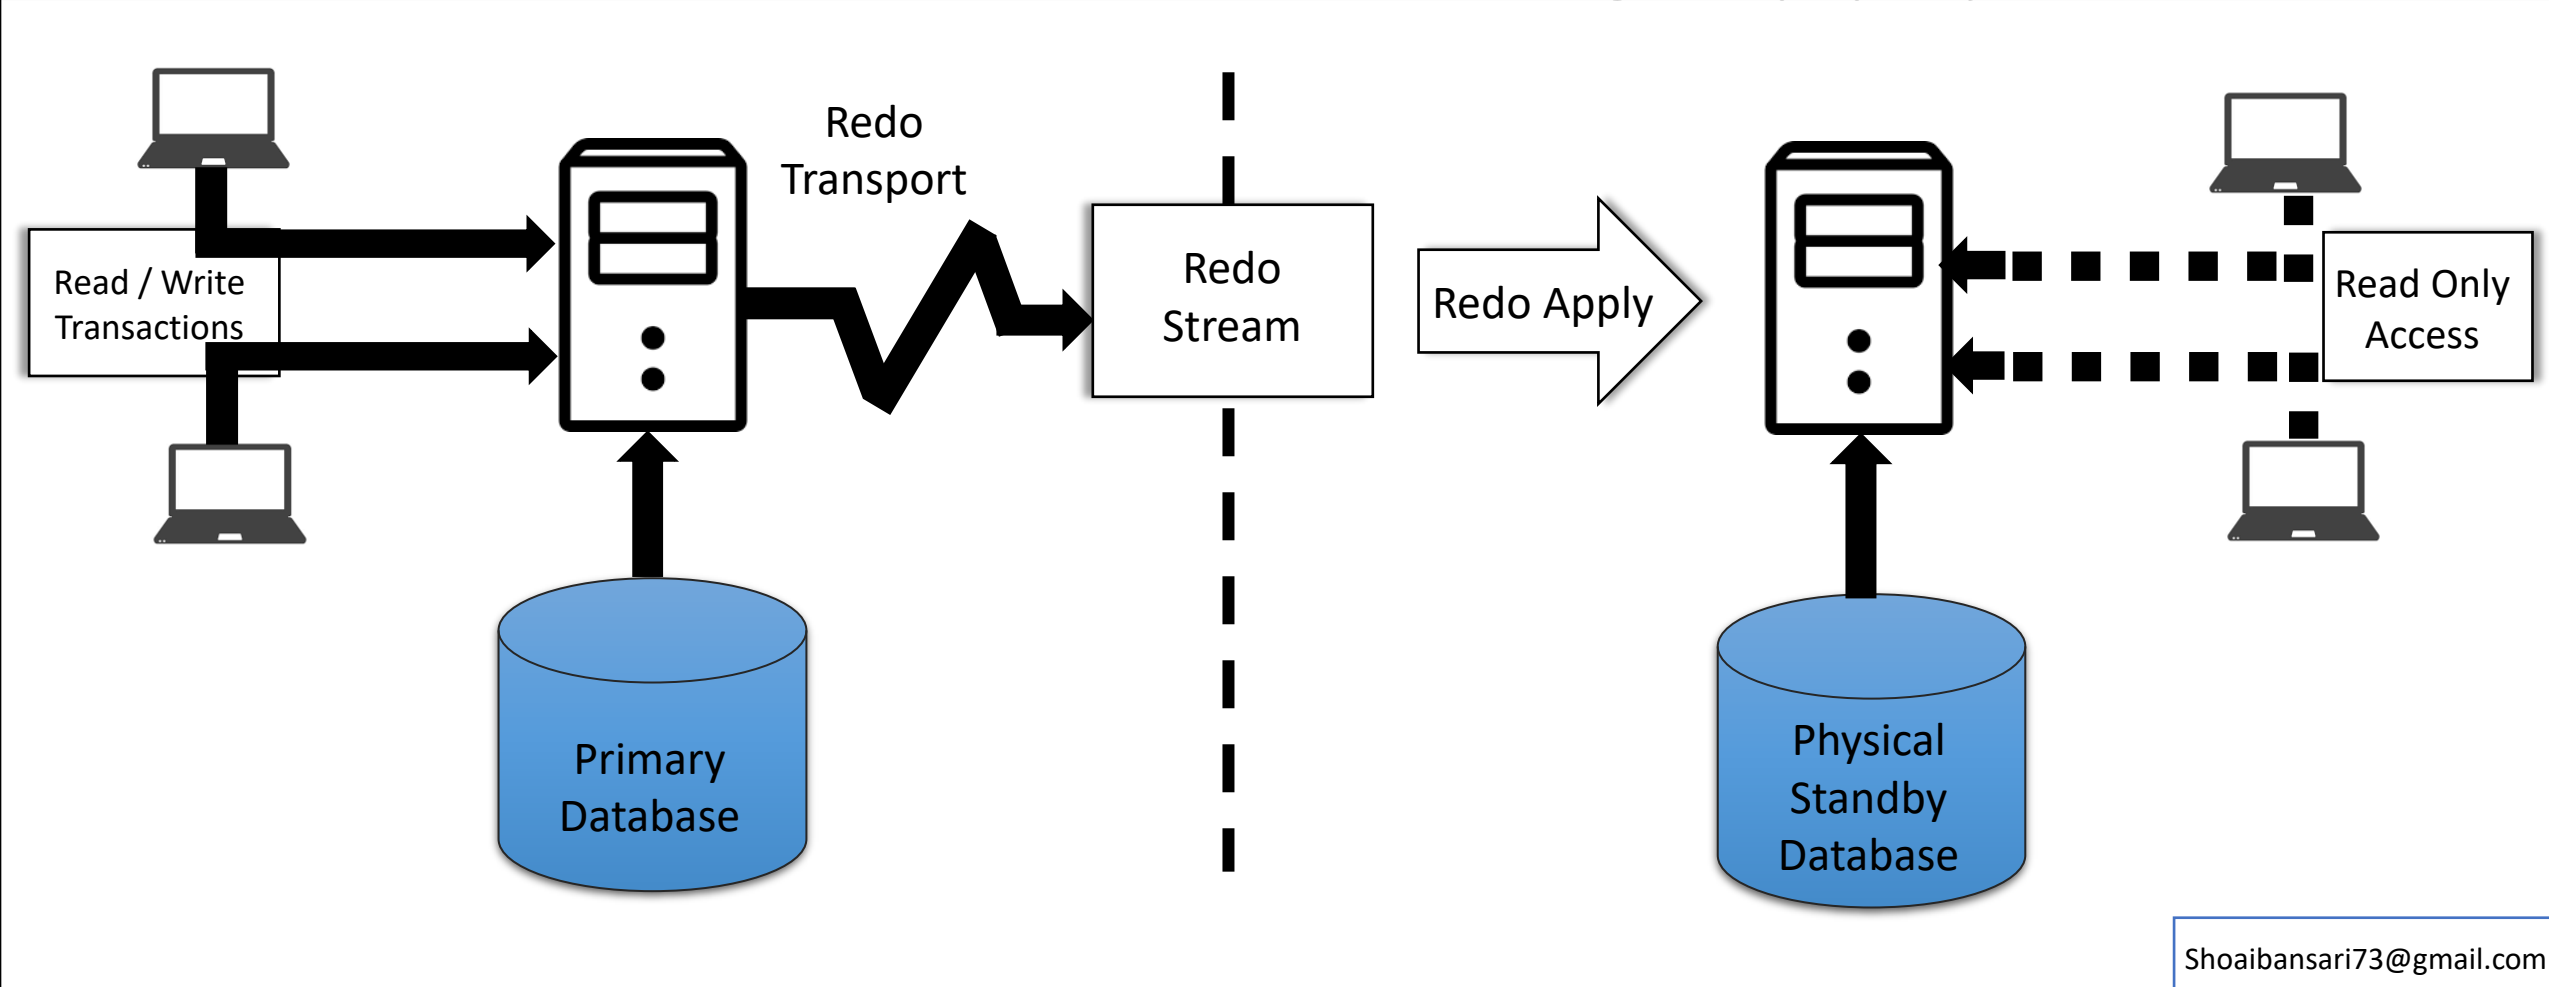 Redo
Transport
Read / Write
Transactions
Redo
Stream
Redo Apply
Read Only
Access
Primary
Database
Physical
Standby
Database
Shoaibansari73@gmail.com